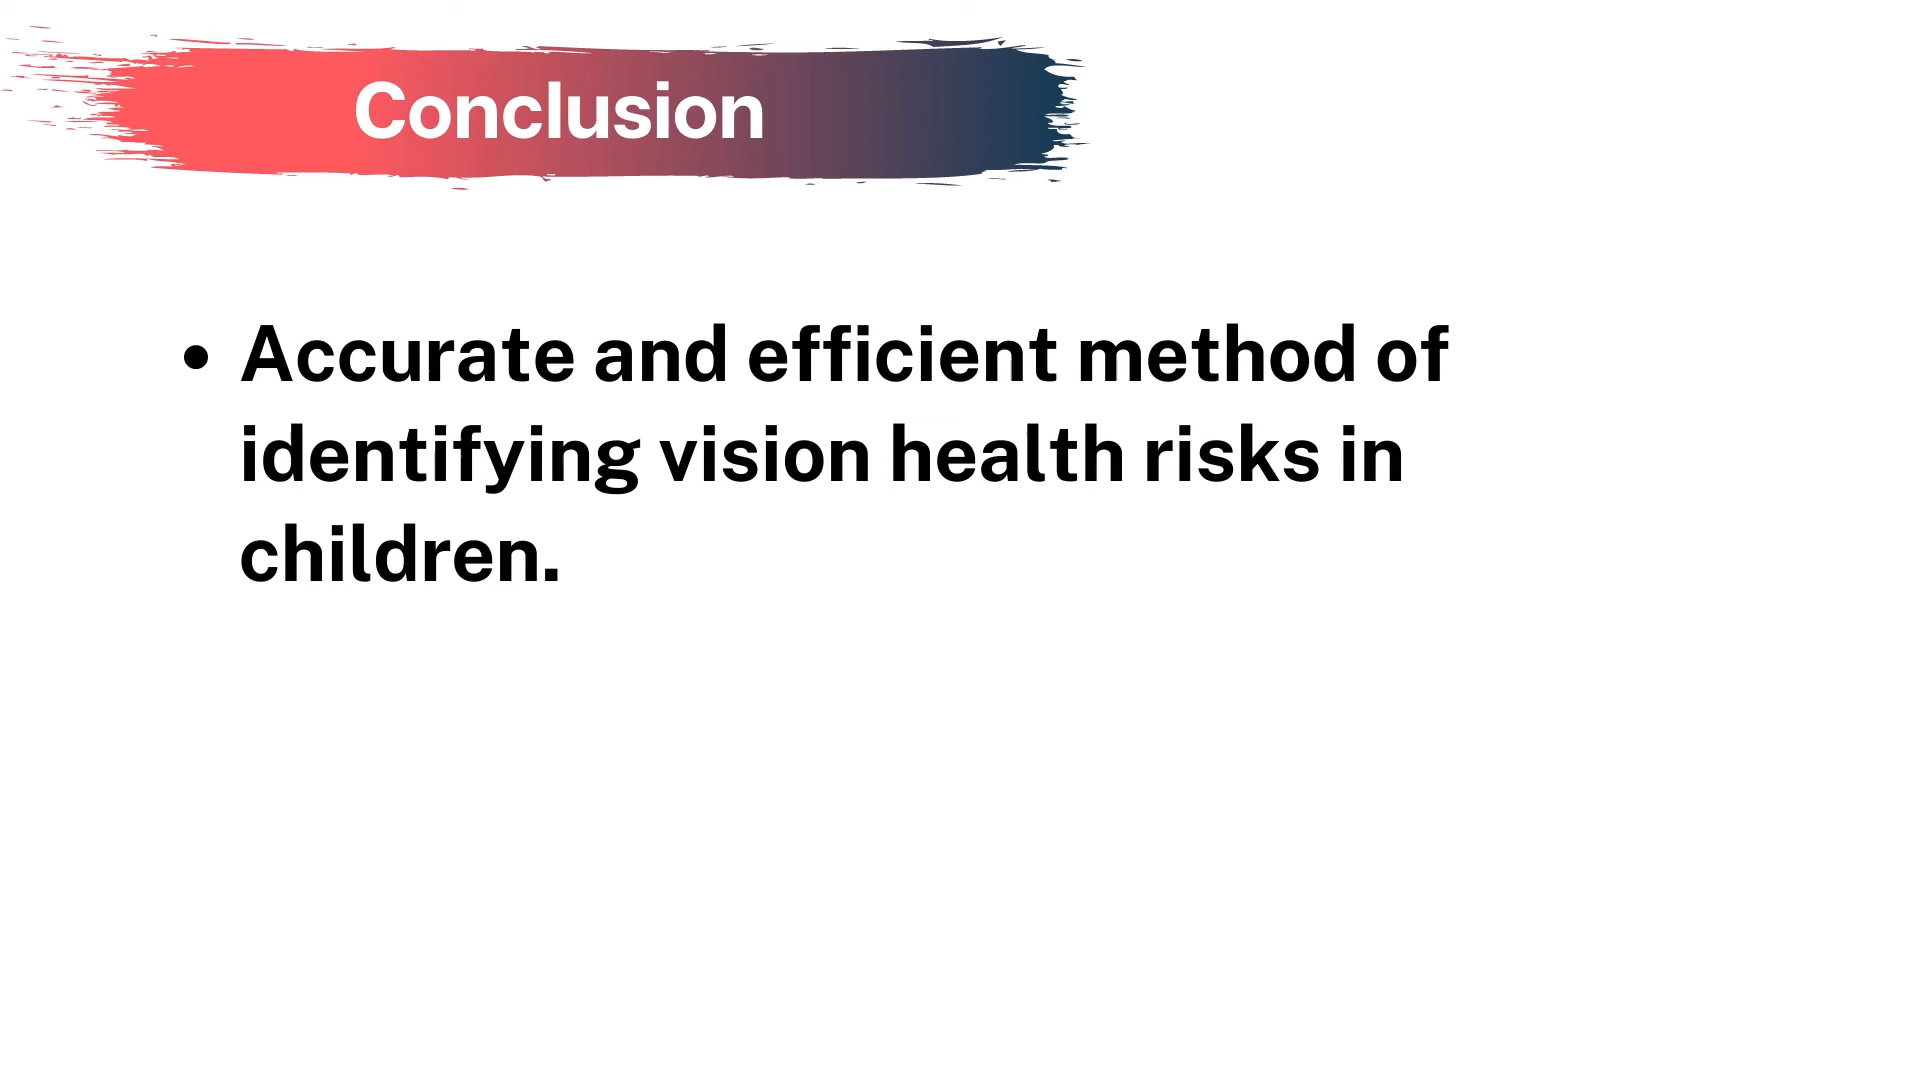 Conclusion
• Accurate and efficient method of
identifying vision health risks in
children.